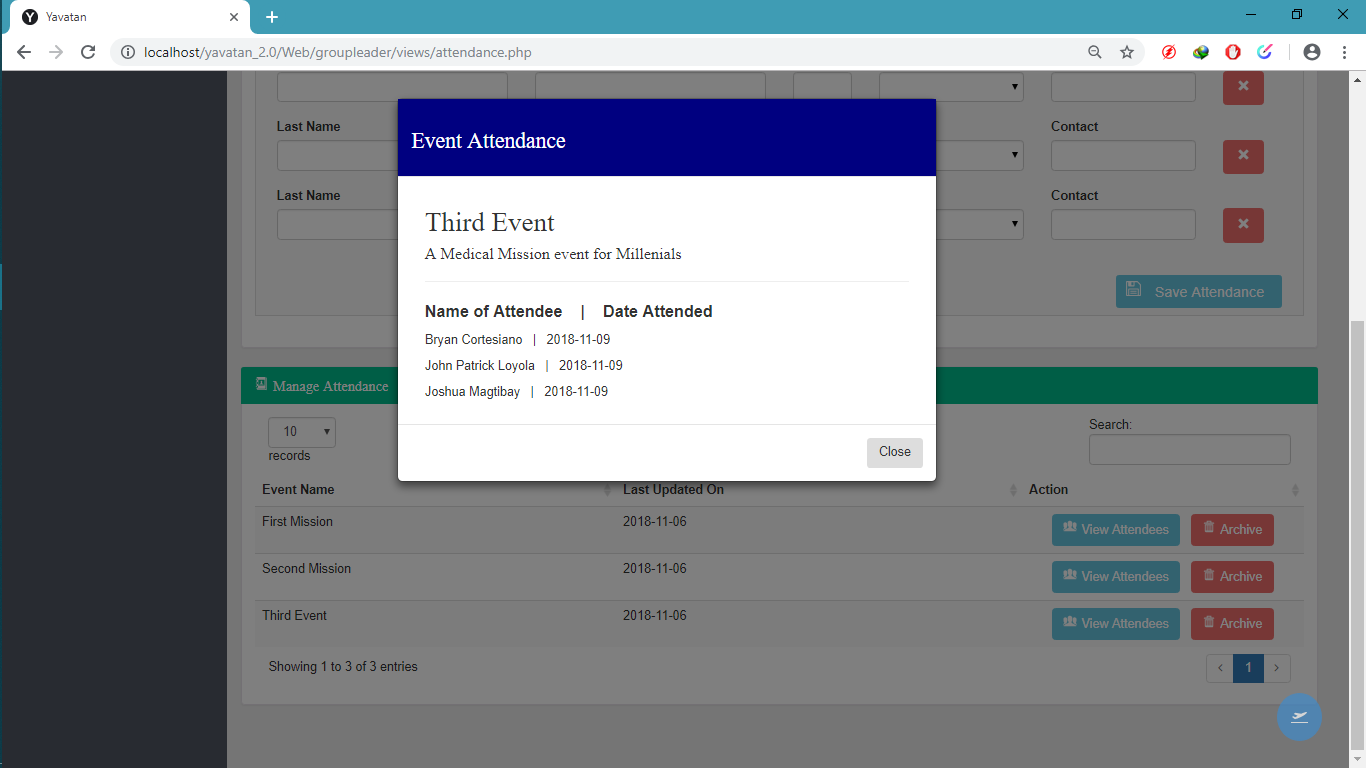 Yavatan
localhost/yavatan_2.0/Web/groupleader/views/attendance.php
Last Name
Contact
Last Name
Contact
Save Attendance
Event Attendance
Third Event
A Medical Mission event for Millenials
Name of Attendee | Date Attended
Bryan Cortesiano | 2018-11-09
John Patrick Loyola | 2018-11-09
Joshua Magtibay | 2018-11-09
Close
Manage Attendance
10
records
Search:
Event Name Last Updated On Action
First Mission 2018-11-06 View Attendees Archive
Second Mission 2018-11-06 View Attendees Archive
Third Event 2018-11-06 View Attendees Archive
Showing 1 to 3 of 3 entries
‹ 1 ›